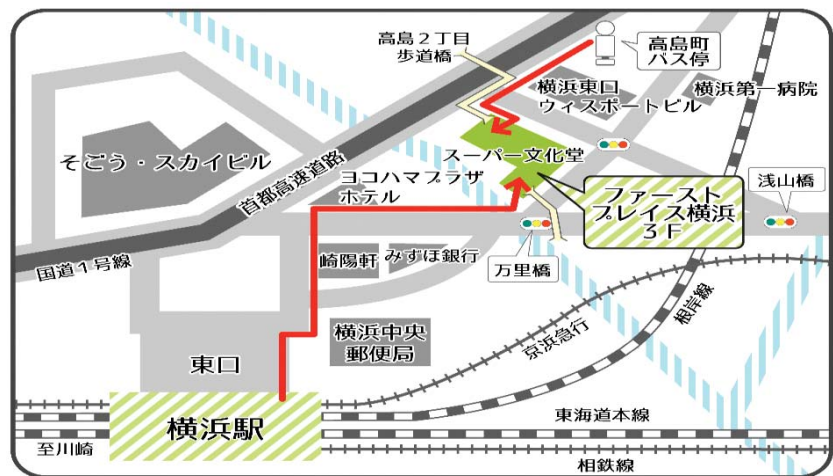 高島２丁目
歩道橋
高島町
バス停
横浜東口
ウィスポートビル
横浜第一病院
そごう・スカイビル
首都高速道路
スーパー文化堂
ヨコハマプラザ
ホテル
ファースト
プレイス横浜
３Ｆ
浅山橋
国道１号線
崎陽軒
みずほ銀行
万里橋
根岸線
京浜急行
横浜中央
郵便局
東口
横浜駅
東海道本線
至川崎
相鉄線